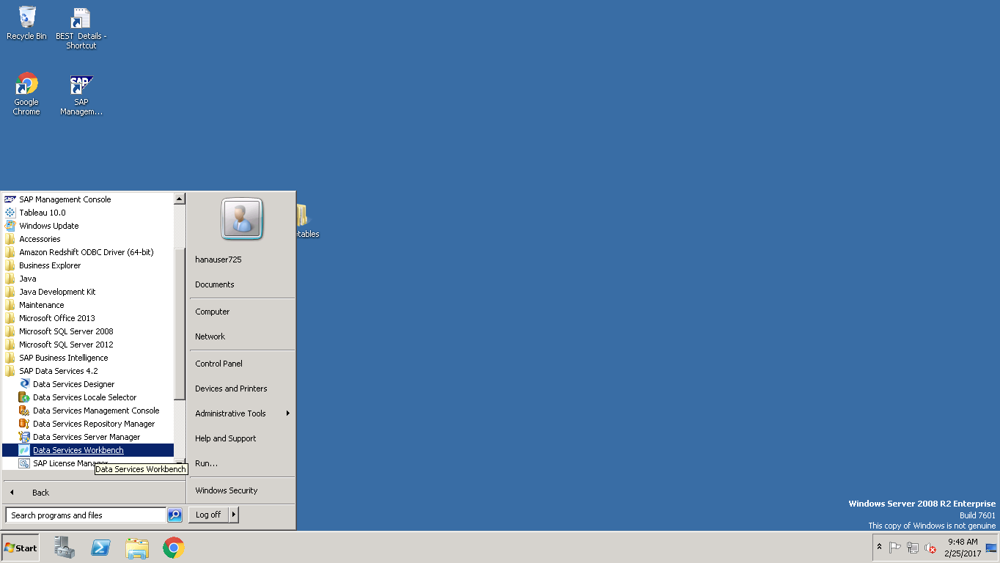 Recycle Bin
BEST Details -
Shortcut
Google
Chrome
SAP
SAP
Managem...
SAP Management Console
Tableau 10.0
Windows Update
Accessories
Amazon Redshift ODBC Driver (64-bit)
Business Explorer
Java
Java Development Kit
Maintenance
Microsoft Office 2013
Microsoft SQL Server 2008
Microsoft SQL Server 2012
SAP Business Intelligence
SAP Data Services 4.2
Data Services Designer
Data Services Locale Selector
Data Services Management Console
Data Services Repository Manager
Data Services Server Manager
Data Services Workbench
SAP License Manager
Data Services Workbench
Back
Search programs and files
hanauser725
Documents
Computer
Network
Control Panel
Devices and Printers
Administrative Tools
Help and Support
Run...
Windows Security
Log off
etables
Windows Server 2008 R2 Enterprise
Build 7601
This copy of Windows is not genuine
Start
9:48 AM
2/25/2017